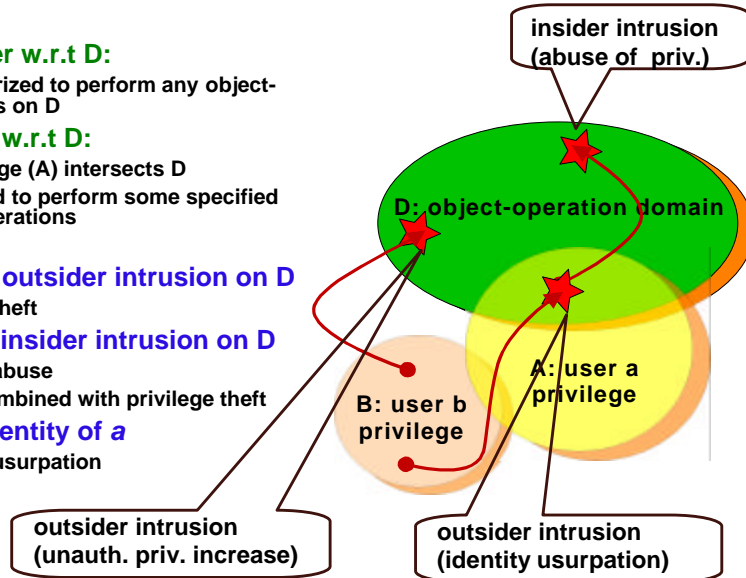 er w.r.t D:
rized to perform any object-
s on D
w.r.t D:
ge (A) intersects D
d to perform some specified
erations
outsider intrusion on D
heft
insider intrusion on D
abuse
mbined with privilege theft
entity of a
usurpation
insider intrusion
(abuse of priv.)
D: object-operation domain
A: user a
privilege
B: user b
privilege
outsider intrusion
(unauth. priv. increase)
outsider intrusion
(identity usurpation)